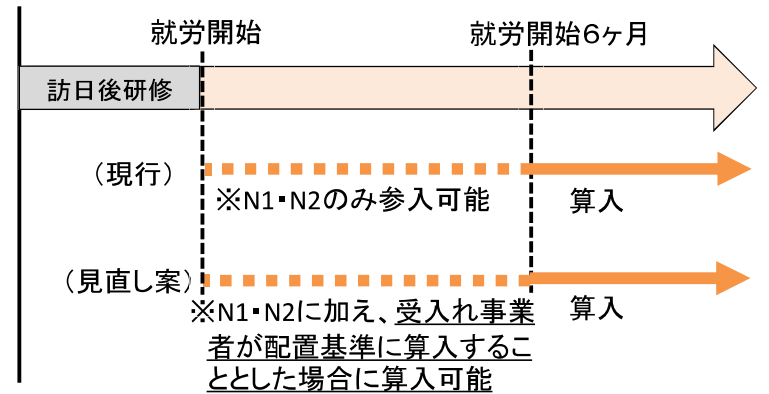 就労開始
就労開始6ヶ月
訪日後研修
（現行）
※N1・N2のみ参入可能
算入
（見直し案）
※N1・N2に加え、受入れ事業
者が配置基準に算入するこ
ととした場合に算入可能
算入